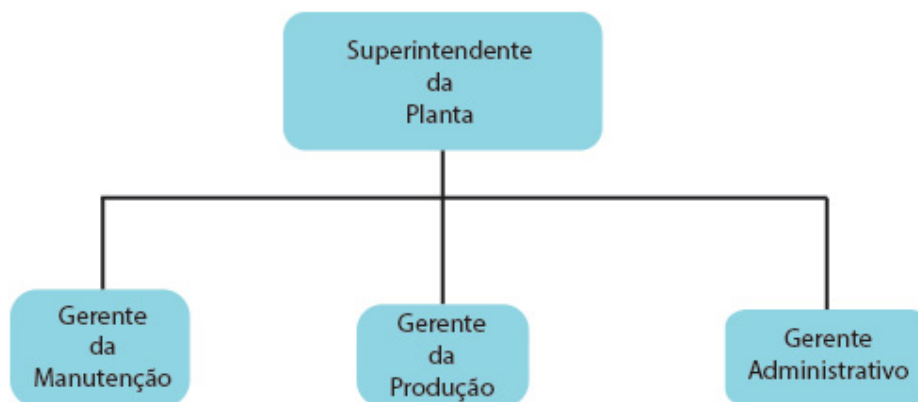 Superintendente
da
Planta
Gerente
da
Manutenção
Gerente
da
Produção
Gerente
Administrativo